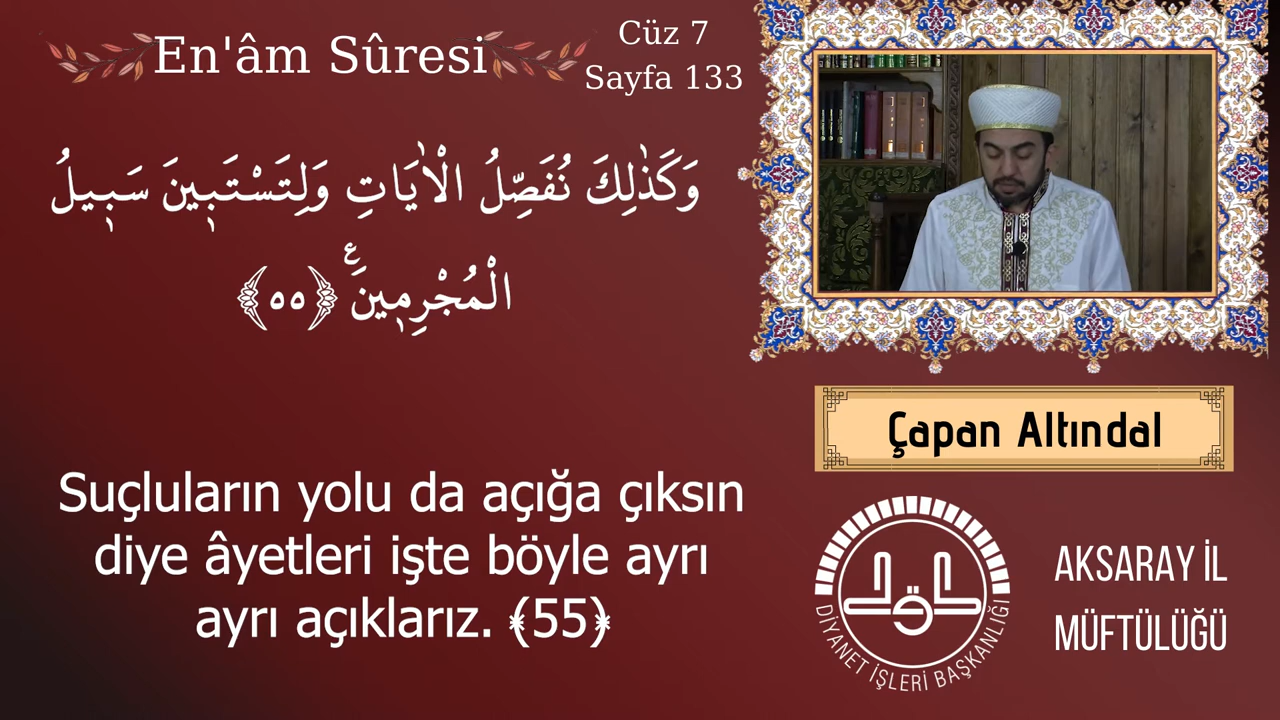 En'âm Sûresi
Cüz 7
Sayfa 133
وَكَذٰلِكَ نُفَصِّلُ الْاٰيَاتِ وَلِتَسْتَب۪ينَ سَب۪يلُ
الْمُجْرِم۪ينَۚ ع ﴿٥٥﴾
Suçluların yolu da açığa çıksın
diye âyetleri işte böyle ayrı
ayrı açıklarız. ﴾55﴿
Çapan Altındal
DİYANET İŞLERİ BAŞKANLIĞI
AKSARAY İL
MÜFTÜLÜĞÜ